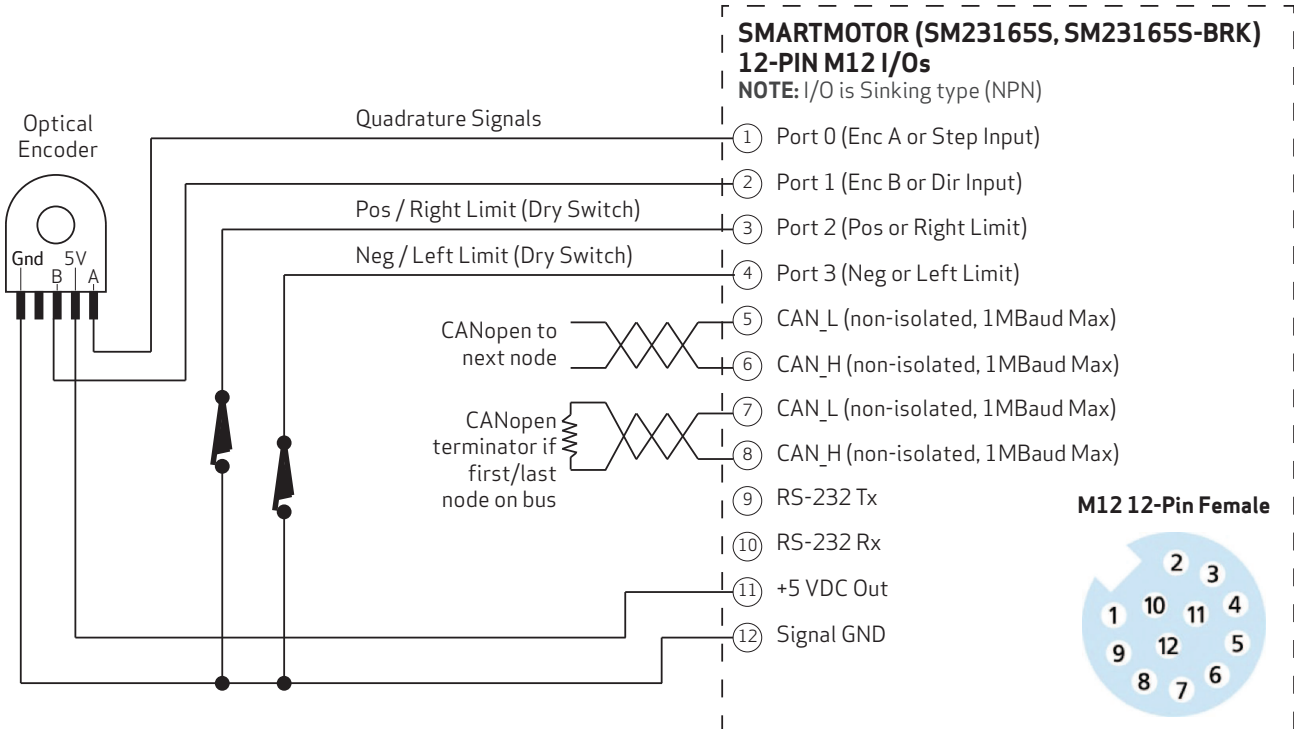 SMARTMOTOR (SM23165S, SM23165S-BRK)
12-PIN M12 I/Os
NOTE: I/O is Sinking type (NPN)
Optical
Encoder
Gnd 5V
B A
Quadrature Signals
Pos / Right Limit (Dry Switch)
Neg / Left Limit (Dry Switch)
CANopen to
next node
CANopen
terminator if
first/last
node on bus
1 Port 0 (Enc A or Step Input)
2 Port 1 (Enc B or Dir Input)
3 Port 2 (Pos or Right Limit)
4 Port 3 (Neg or Left Limit)
5 CAN_L (non-isolated, 1MBaud Max)
6 CAN_H (non-isolated, 1MBaud Max)
7 CAN_L (non-isolated, 1MBaud Max)
8 CAN_H (non-isolated, 1MBaud Max)
9 RS-232 Tx
10 RS-232 Rx
11 +5 VDC Out
12 Signal GND
M12 12-Pin Female
2 3
1 10 11 4
9 12 5
8 7 6